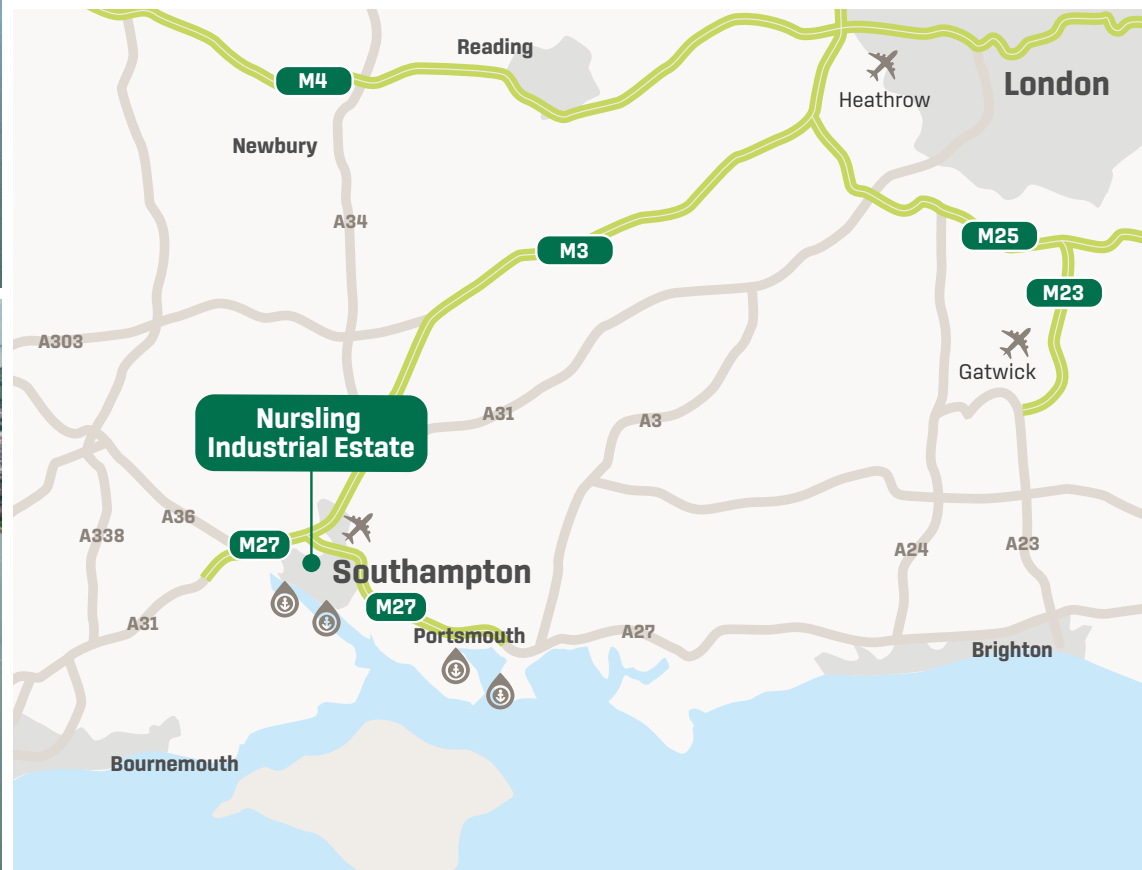 Reading
M4
London
Heathrow
Newbury
A34
M3
M25
M23
A303
Gatwick
Nursling
Industrial Estate
A31
A3
A36
A338
M27
A24
A23
Southampton
M27
A31
Portsmouth
A27
Brighton
Bournemouth